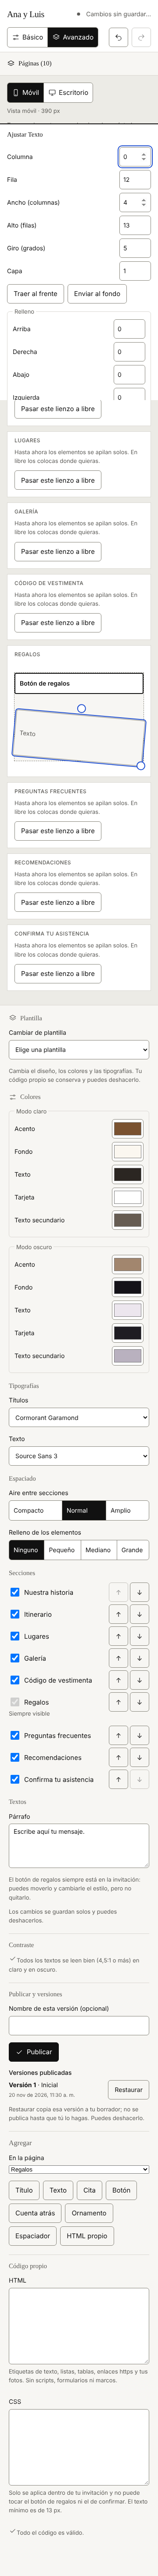 Ana y Luis
Cambios sin guardar...
Básico
Avanzado
Páginas (10)
Móvil
Escritorio
Vista móvil · 390 px
Ajustar Texto
Columna
0
Fila
12
Ancho (columnas)
4
Alto (filas)
13
Giro (grados)
5
Capa
1
Traer al frente
Enviar al fondo
Relleno
Arriba
0
Derecha
0
Abajo
0
Izquierda
0
Pasar este lienzo a libre
LUGARES
Hasta ahora los elementos se apilan solos. En
libre los colocas donde quieras.
Pasar este lienzo a libre
GALERÍA
Hasta ahora los elementos se apilan solos. En
libre los colocas donde quieras.
Pasar este lienzo a libre
CÓDIGO DE VESTIMENTA
Hasta ahora los elementos se apilan solos. En
libre los colocas donde quieras.
Pasar este lienzo a libre
REGALOS
Botón de regalos
Texto
PREGUNTAS FRECUENTES
Hasta ahora los elementos se apilan solos. En
libre los colocas donde quieras.
Pasar este lienzo a libre
RECOMENDACIONES
Hasta ahora los elementos se apilan solos. En
libre los colocas donde quieras.
Pasar este lienzo a libre
CONFIRMA TU ASISTENCIA
Hasta ahora los elementos se apilan solos. En
libre los colocas donde quieras.
Pasar este lienzo a libre
Plantilla
Cambiar de plantilla
Elige una plantilla
Cambia el diseño, los colores y las tipografías. Tu
código propio se conserva y puedes deshacerlo.
Colores
Modo claro
Acento
Fondo
Texto
Tarjeta
Texto secundario
Modo oscuro
Acento
Fondo
Texto
Tarjeta
Texto secundario
Tipografías
Títulos
Cormorant Garamond
Texto
Source Sans 3
Espaciado
Aire entre secciones
Compacto
Normal
Amplio
Relleno de los elementos
Ninguno
Pequeño
Mediano
Grande
Secciones
Nuestra historia
Itinerario
Lugares
Galería
Código de vestimenta
Regalos
Siempre visible
Preguntas frecuentes
Recomendaciones
Confirma tu asistencia
Textos
Párrafo
Escribe aquí tu mensaje.
El botón de regalos siempre está en la invitación:
puedes moverlo y cambiarle el estilo, pero no
quitarlo.
Los cambios se guardan solos y puedes
deshacerlos.
Contraste
Todos los textos se leen bien (4,5:1 o más) en
claro y en oscuro.
Publicar y versiones
Nombre de esta versión (opcional)
Publicar
Versiones publicadas
Versión 1 · Inicial
20 nov de 2026, 11:30 a. m.
Restaurar
Restaurar copia esa versión a tu borrador; no se
publica hasta que tú lo hagas. Puedes deshacerlo.
Agregar
En la página
Regalos
Título
Texto
Cita
Botón
Cuenta atrás
Ornamento
Espaciador
HTML propio
Código propio
HTML
Etiquetas de texto, listas, tablas, enlaces https y tus
fotos. Sin scripts, formularios ni marcos.
CSS
Solo se aplica dentro de tu invitación y no puede
tocar el botón de regalos ni el de confirmar. El texto
mínimo es de 13 px.
Todo el código es válido.